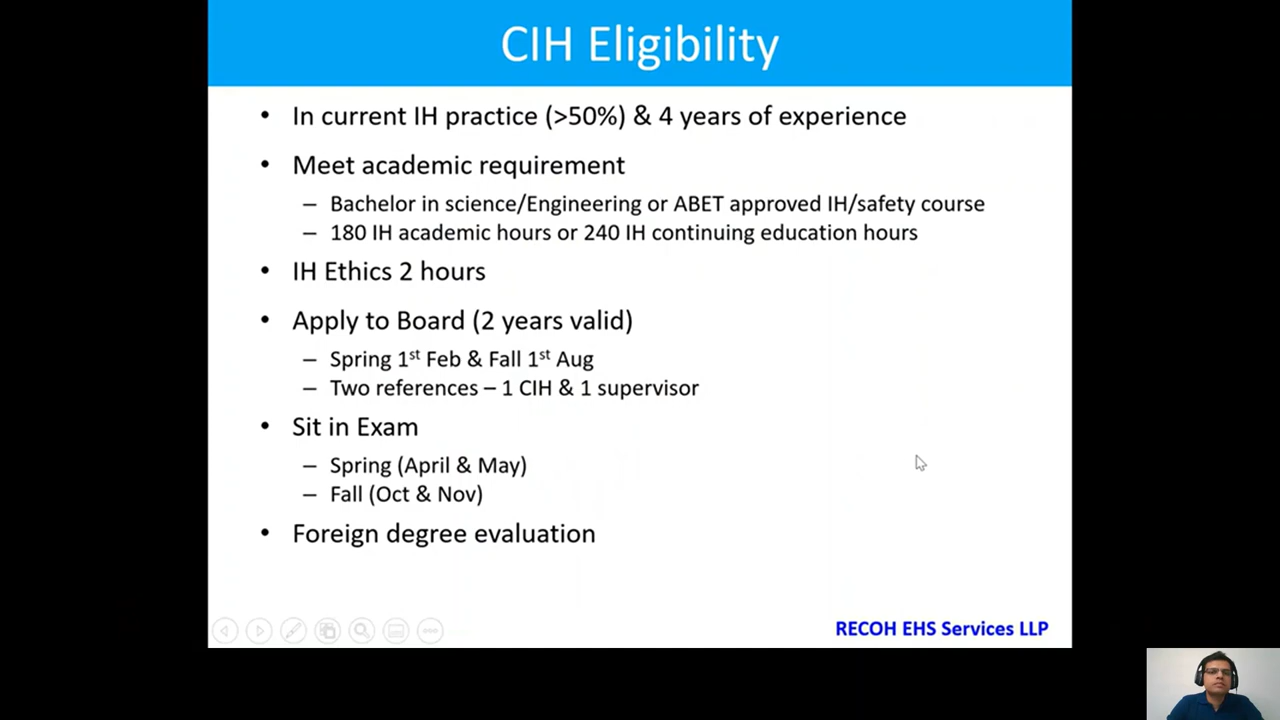 CIH Eligibility
• In current IH practice (>50%) & 4 years of experience
• Meet academic requirement
– Bachelor in science/Engineering or ABET approved IH/safety course
– 180 IH academic hours or 240 IH continuing education hours
• IH Ethics 2 hours
• Apply to Board (2 years valid)
– Spring 1st Feb & Fall 1st Aug
– Two references – 1 CIH & 1 supervisor
• Sit in Exam
– Spring (April & May)
– Fall (Oct & Nov)
• Foreign degree evaluation
RECOH EHS Services LLP